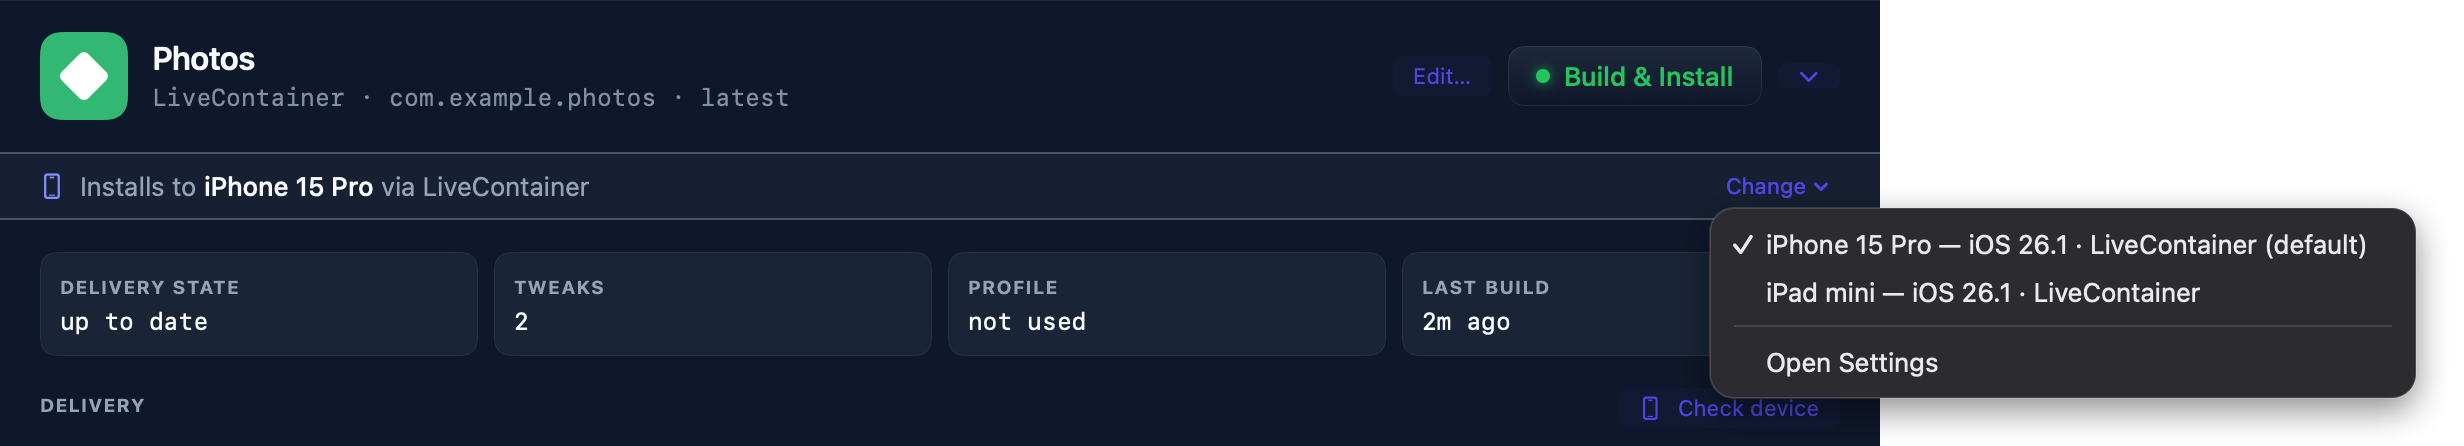 Photos
LiveContainer · com.example.photos · latest
Edit...
Build & Install
Installs to iPhone 15 Pro via LiveContainer
Change
iPhone 15 Pro — iOS 26.1 · LiveContainer (default)
iPad mini — iOS 26.1 · LiveContainer
Open Settings
DELIVERY STATE
up to date
TWEAKS
2
PROFILE
not used
LAST BUILD
2m ago
DELIVERY
Check device